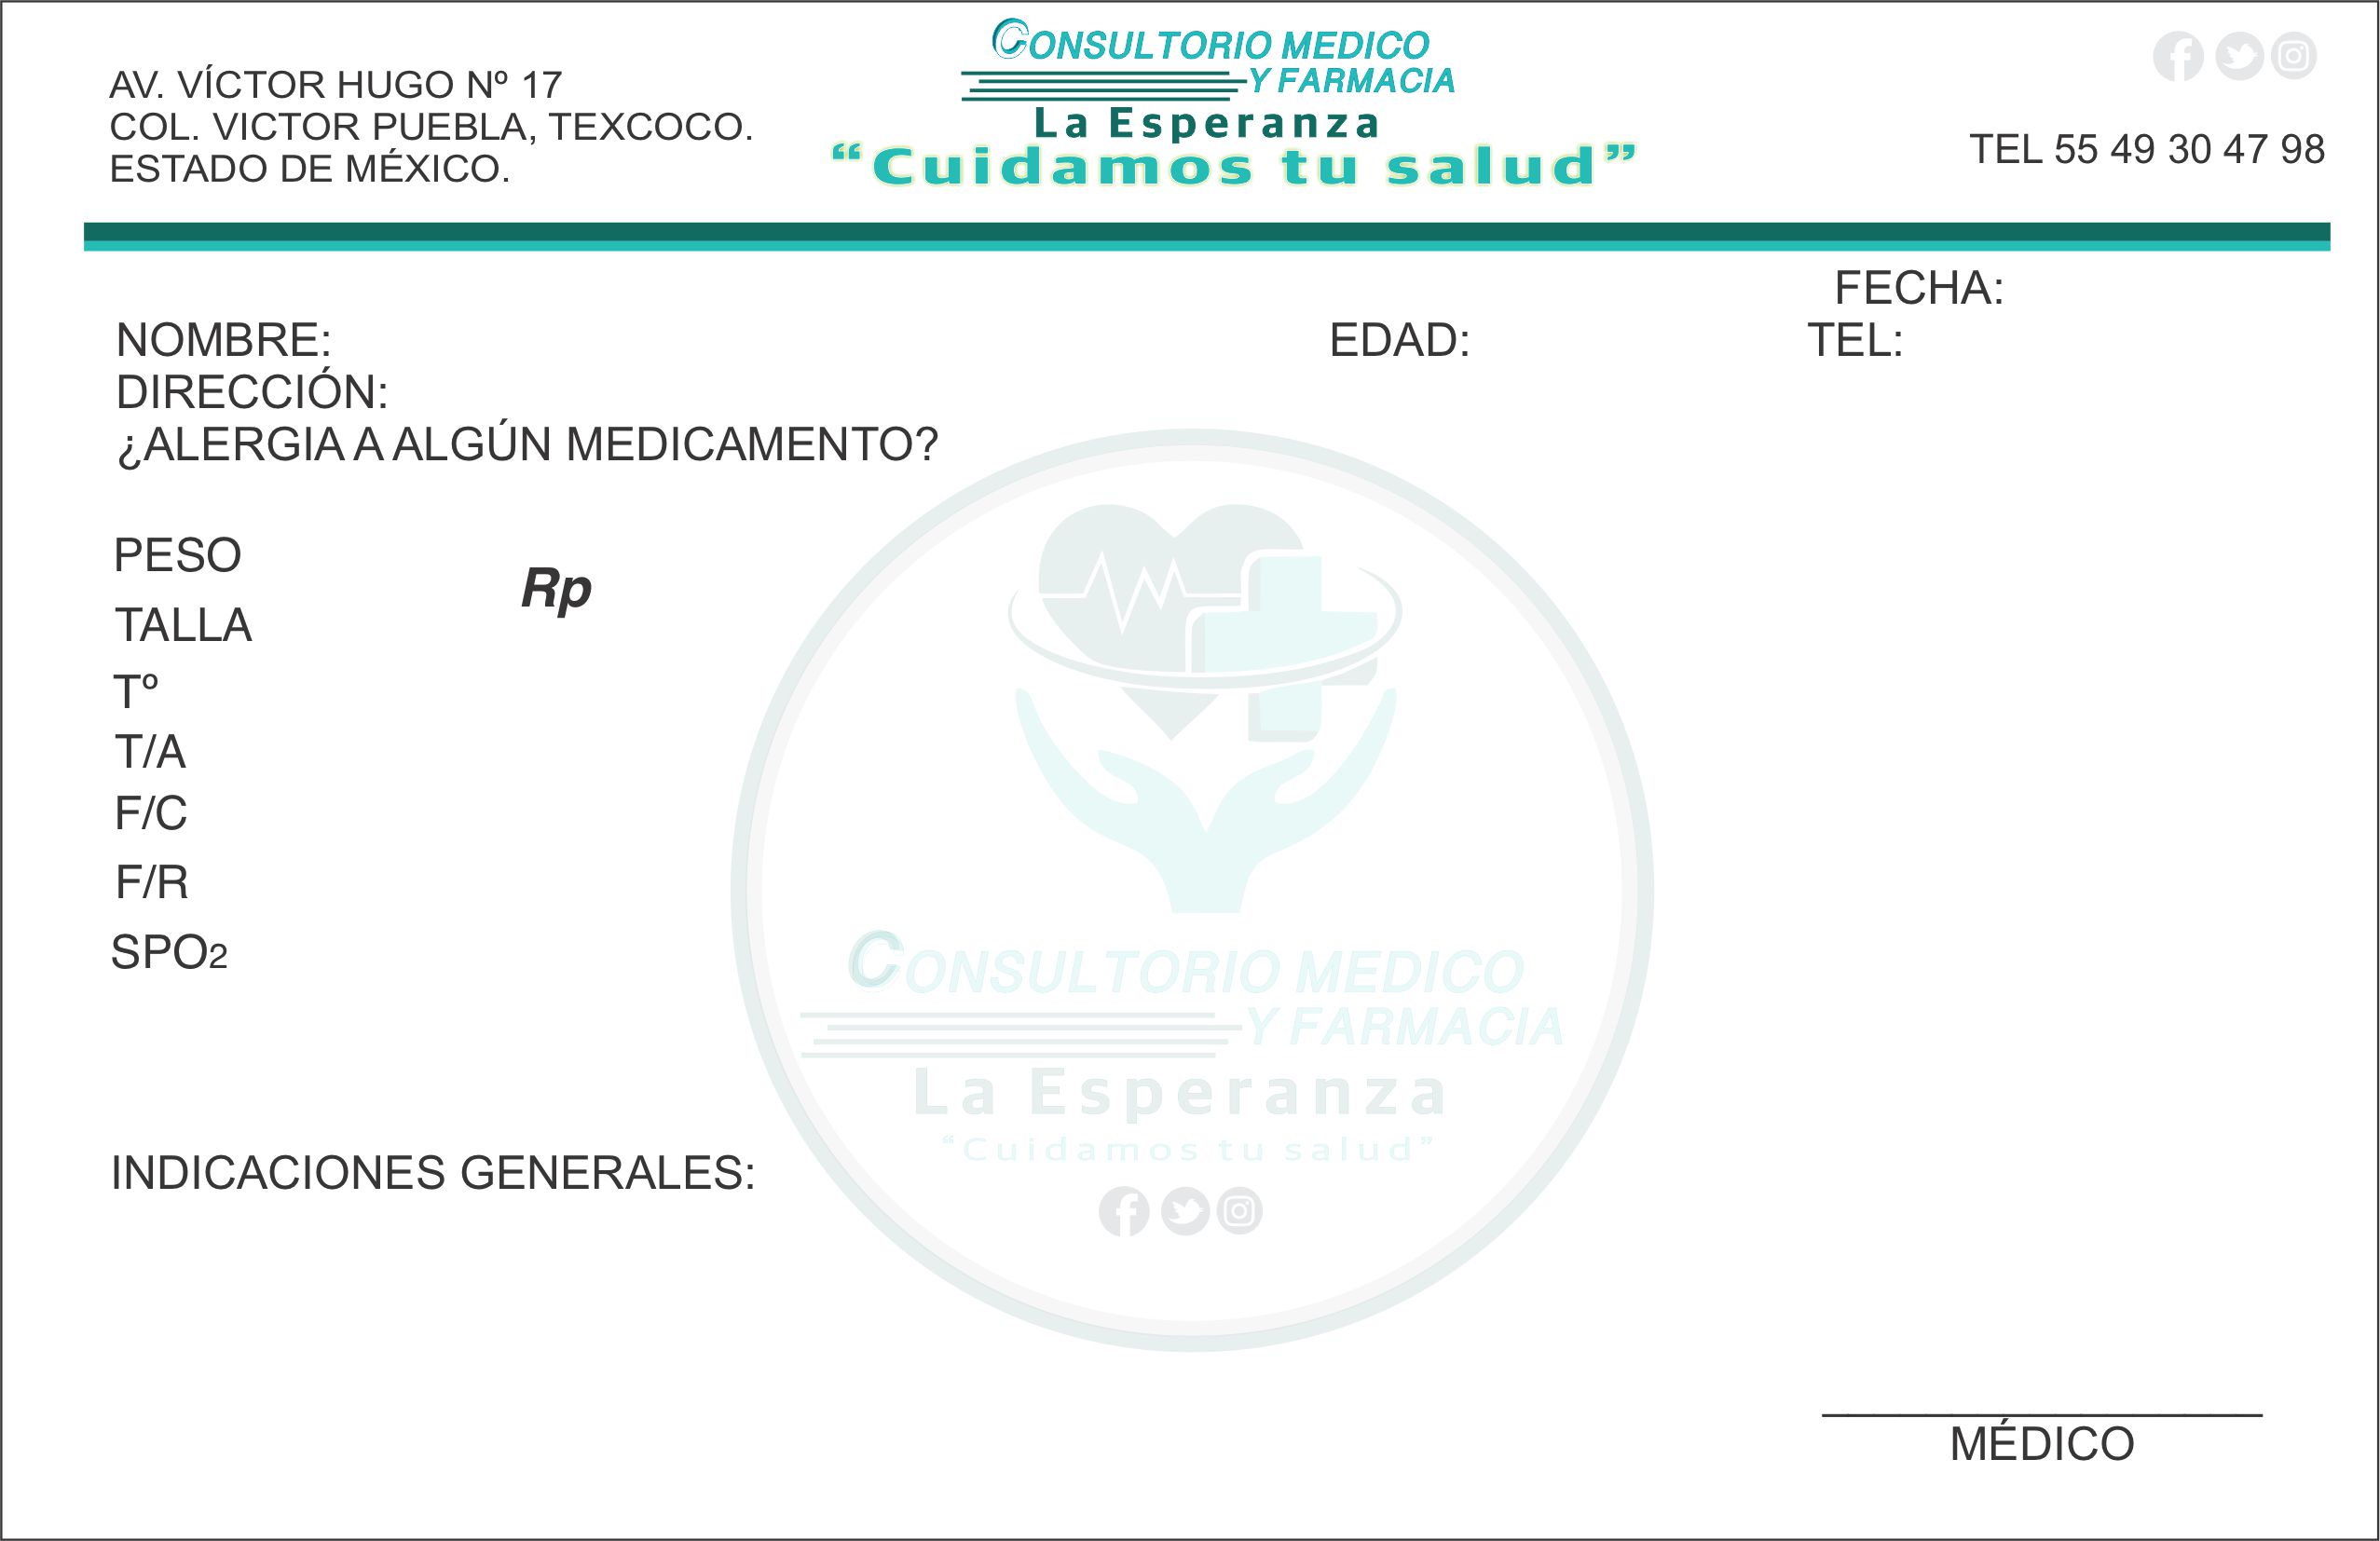 CONSULTORIO MEDICO
Y FARMACIA
La Esperanza
“Cuidamos tu salud”
AV. VÍCTOR HUGO Nº 17
COL. VICTOR PUEBLA, TEXCOCO.
ESTADO DE MÉXICO.
TEL 55 49 30 47 98
FECHA:
NOMBRE: EDAD: TEL:
DIRECCIÓN:
¿ALERGIA A ALGÚN MEDICAMENTO?
PESO
Rp
TALLA
Tº
T/A
F/C
F/R
SPO2
CONSULTORIO MEDICO
Y FARMACIA
La Esperanza
“Cuidamos tu salud”
INDICACIONES GENERALES:
MÉDICO